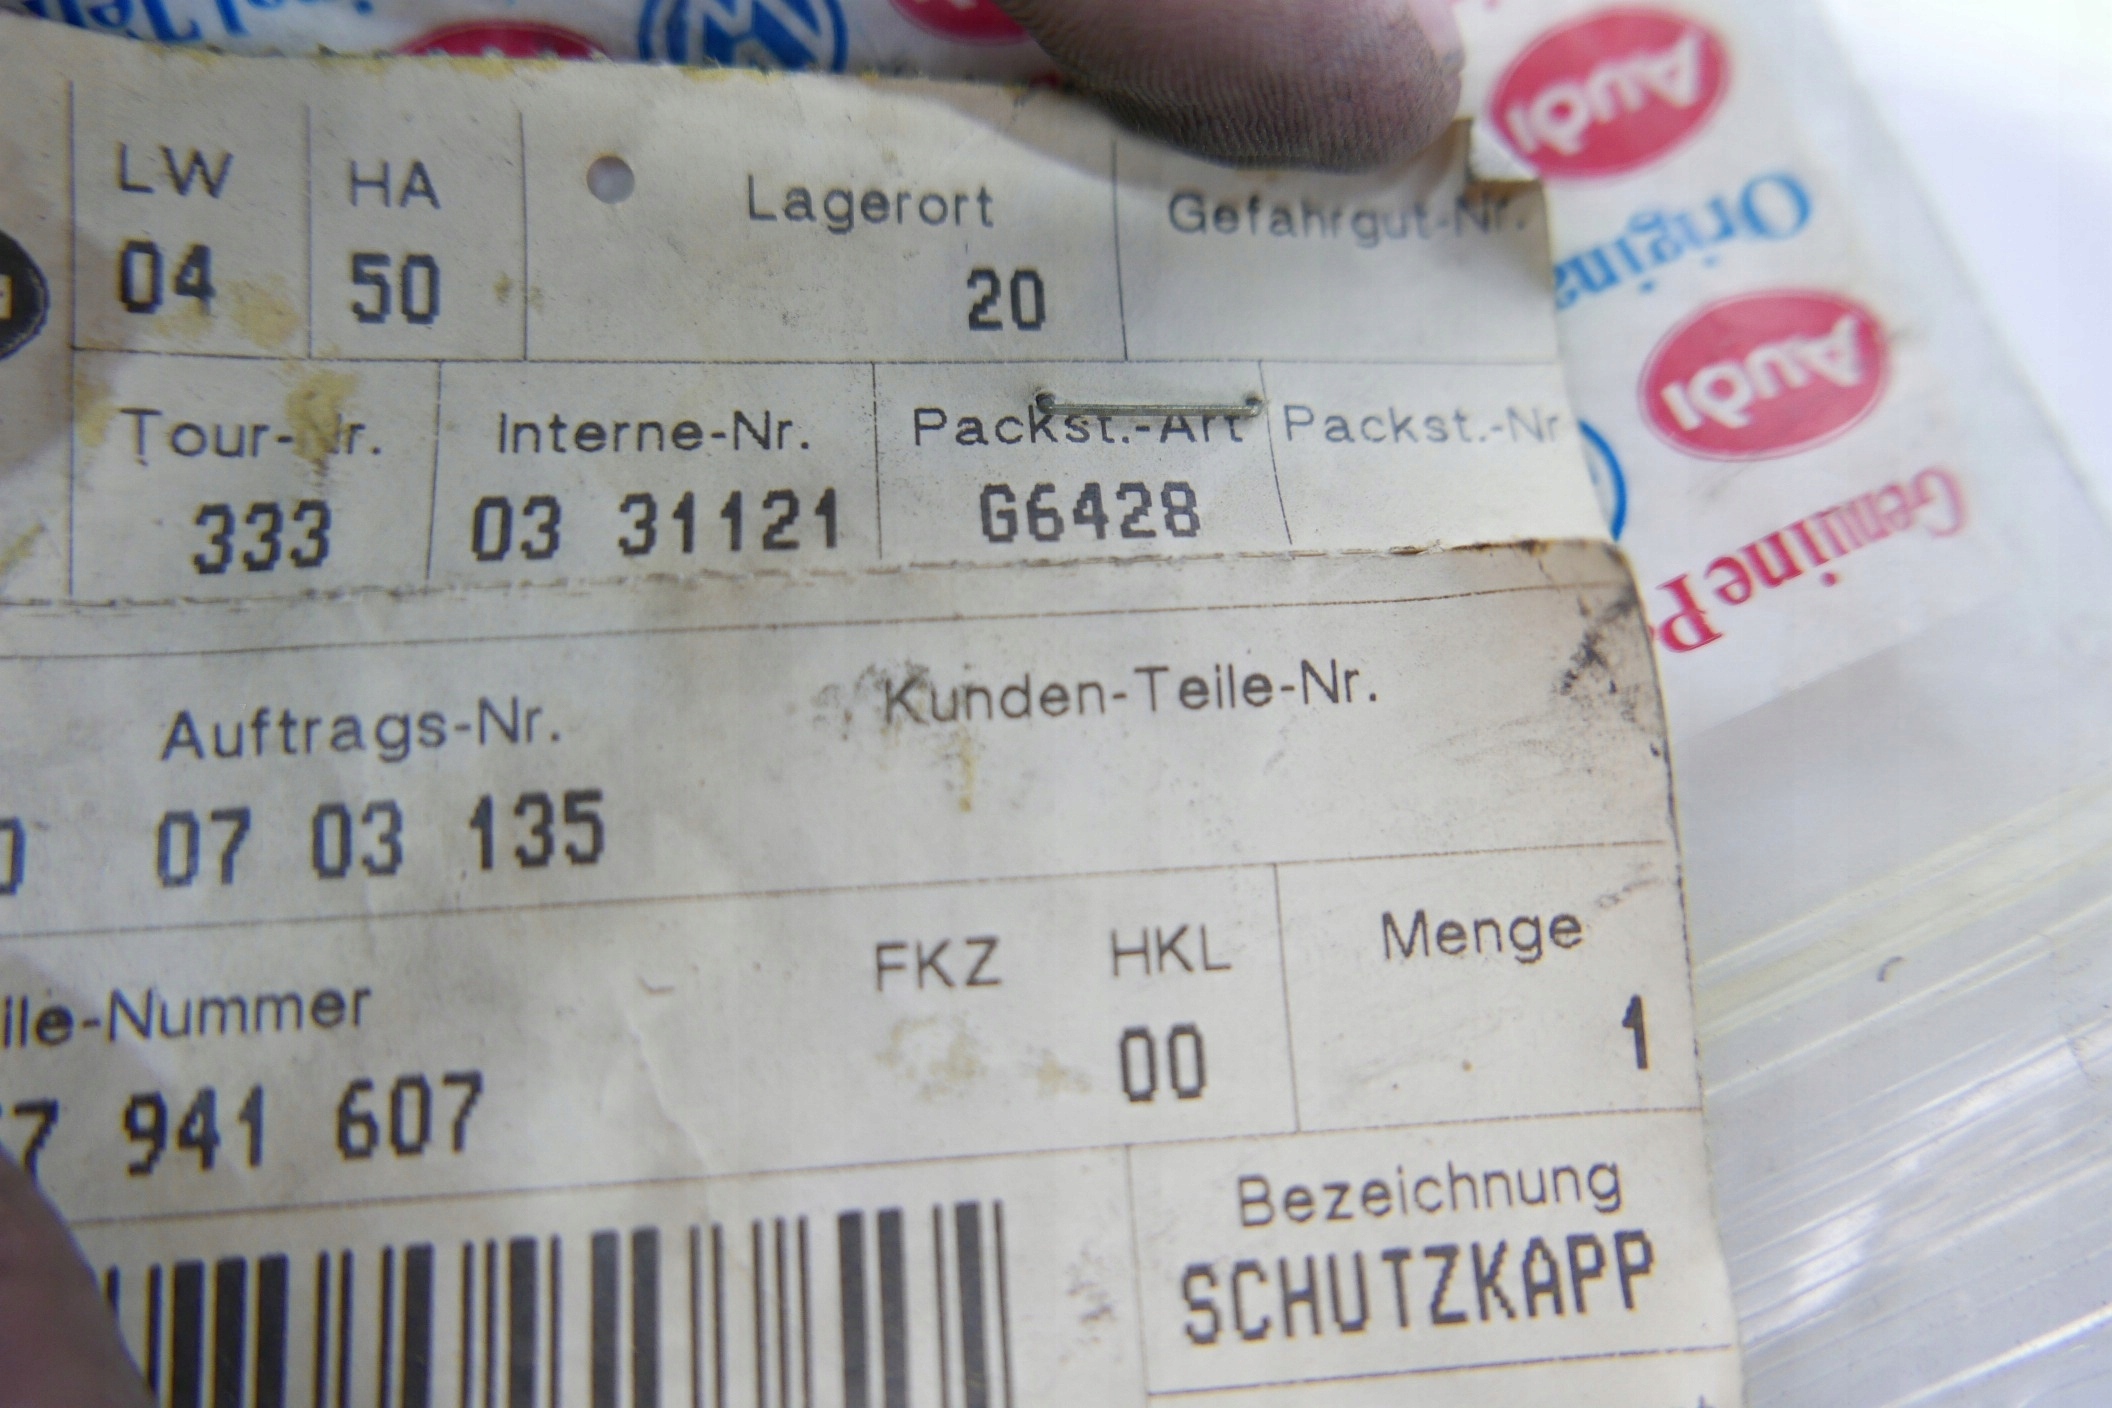 Audi
LW HA Lagerort Gefahrgut-Nr.
04 50 20
Original
Audi
Tour-Nr. Interne-Nr. Packst.-Art Packst.-Nr
333 03 31121 G6428
Genuine P
Auftrags-Nr. Kunden-Teile-Nr.
07 03 135
ile-Nummer FKZ HKL Menge
7 941 607 00 1
Bezeichnung
SCHUTZKAPP